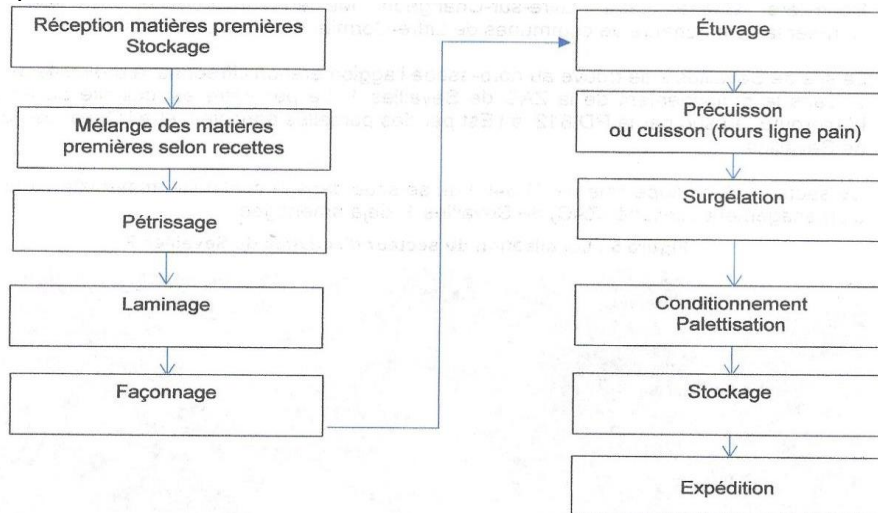 Réception matières premières
Stockage
Mélange des matières
premières selon recettes
Pétrissage
Laminage
Façonnage
Étuvage
Précuisson
ou cuisson (fours ligne pain)
Surgélation
Conditionnement
Palettisation
Stockage
Expédition